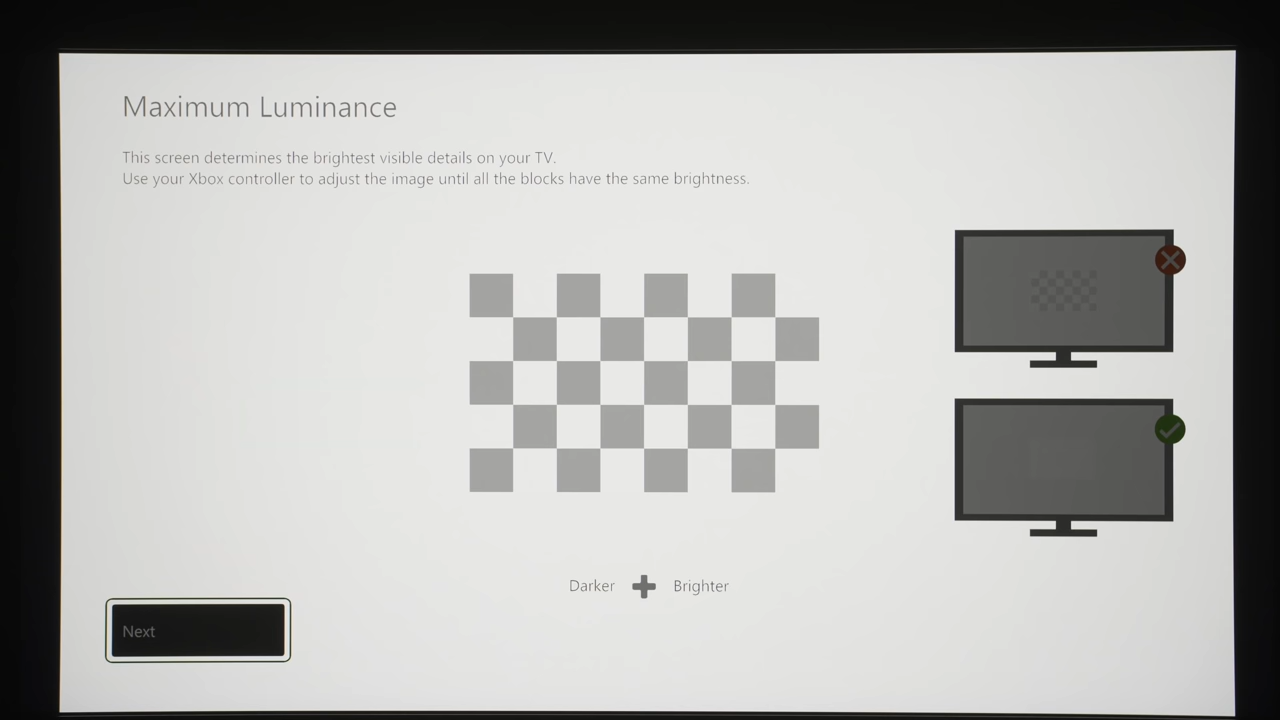 Maximum Luminance
This screen determines the brightest visible details on your TV.
Use your Xbox controller to adjust the image until all the blocks have the same brightness.
Darker
Brighter
Next